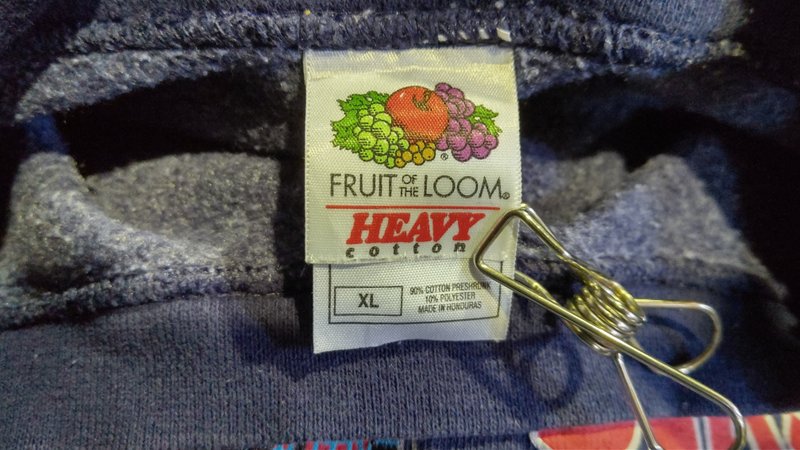 FRUIT OF THE LOOM®
HEAVY
cotton
XL
90% COTTON PRESHRUNK
10% POLYESTER
MADE IN HONDURAS